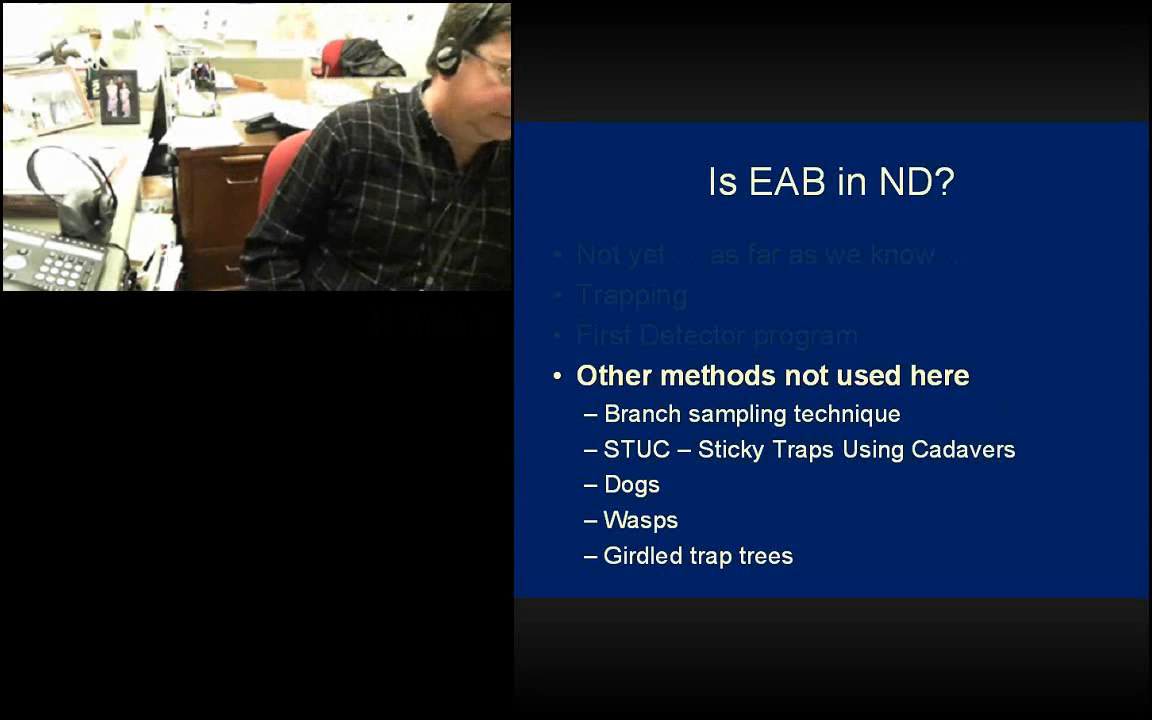 Is EAB in ND?
• Not yet . . . as far as we know . . .
• Trapping
• First Detector program
• Other methods not used here
– Branch sampling technique
– STUC – Sticky Traps Using Cadavers
– Dogs
– Wasps
– Girdled trap trees